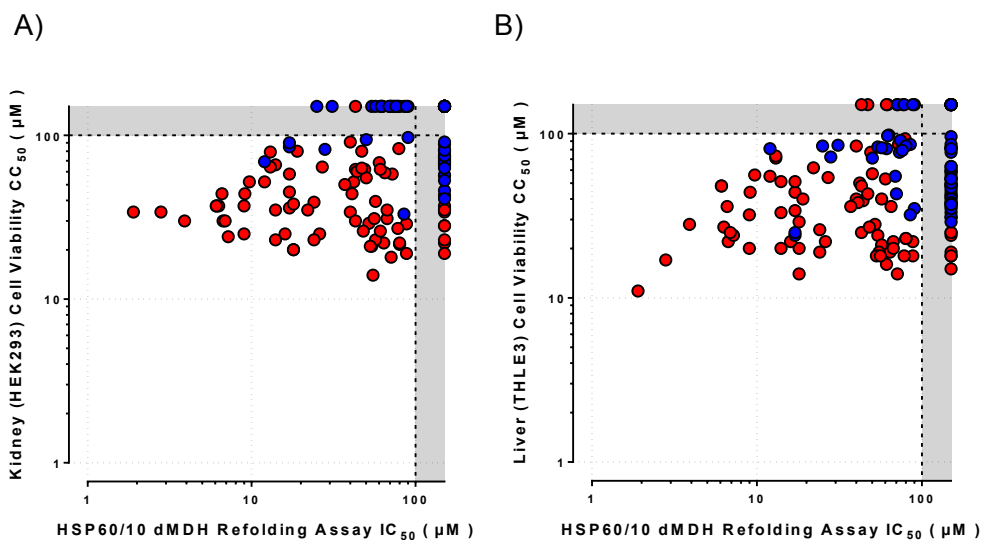 A)
Kidney (HEK293) Cell Viability CC50 (µM)
100
10
1
1
10
100
HSP60/10 dMDH Refolding Assay IC50 (µM)
B)
Liver (THLE3) Cell Viability CC50 (µM)
100
10
1
1
10
100
HSP60/10 dMDH Refolding Assay IC50 (µM)